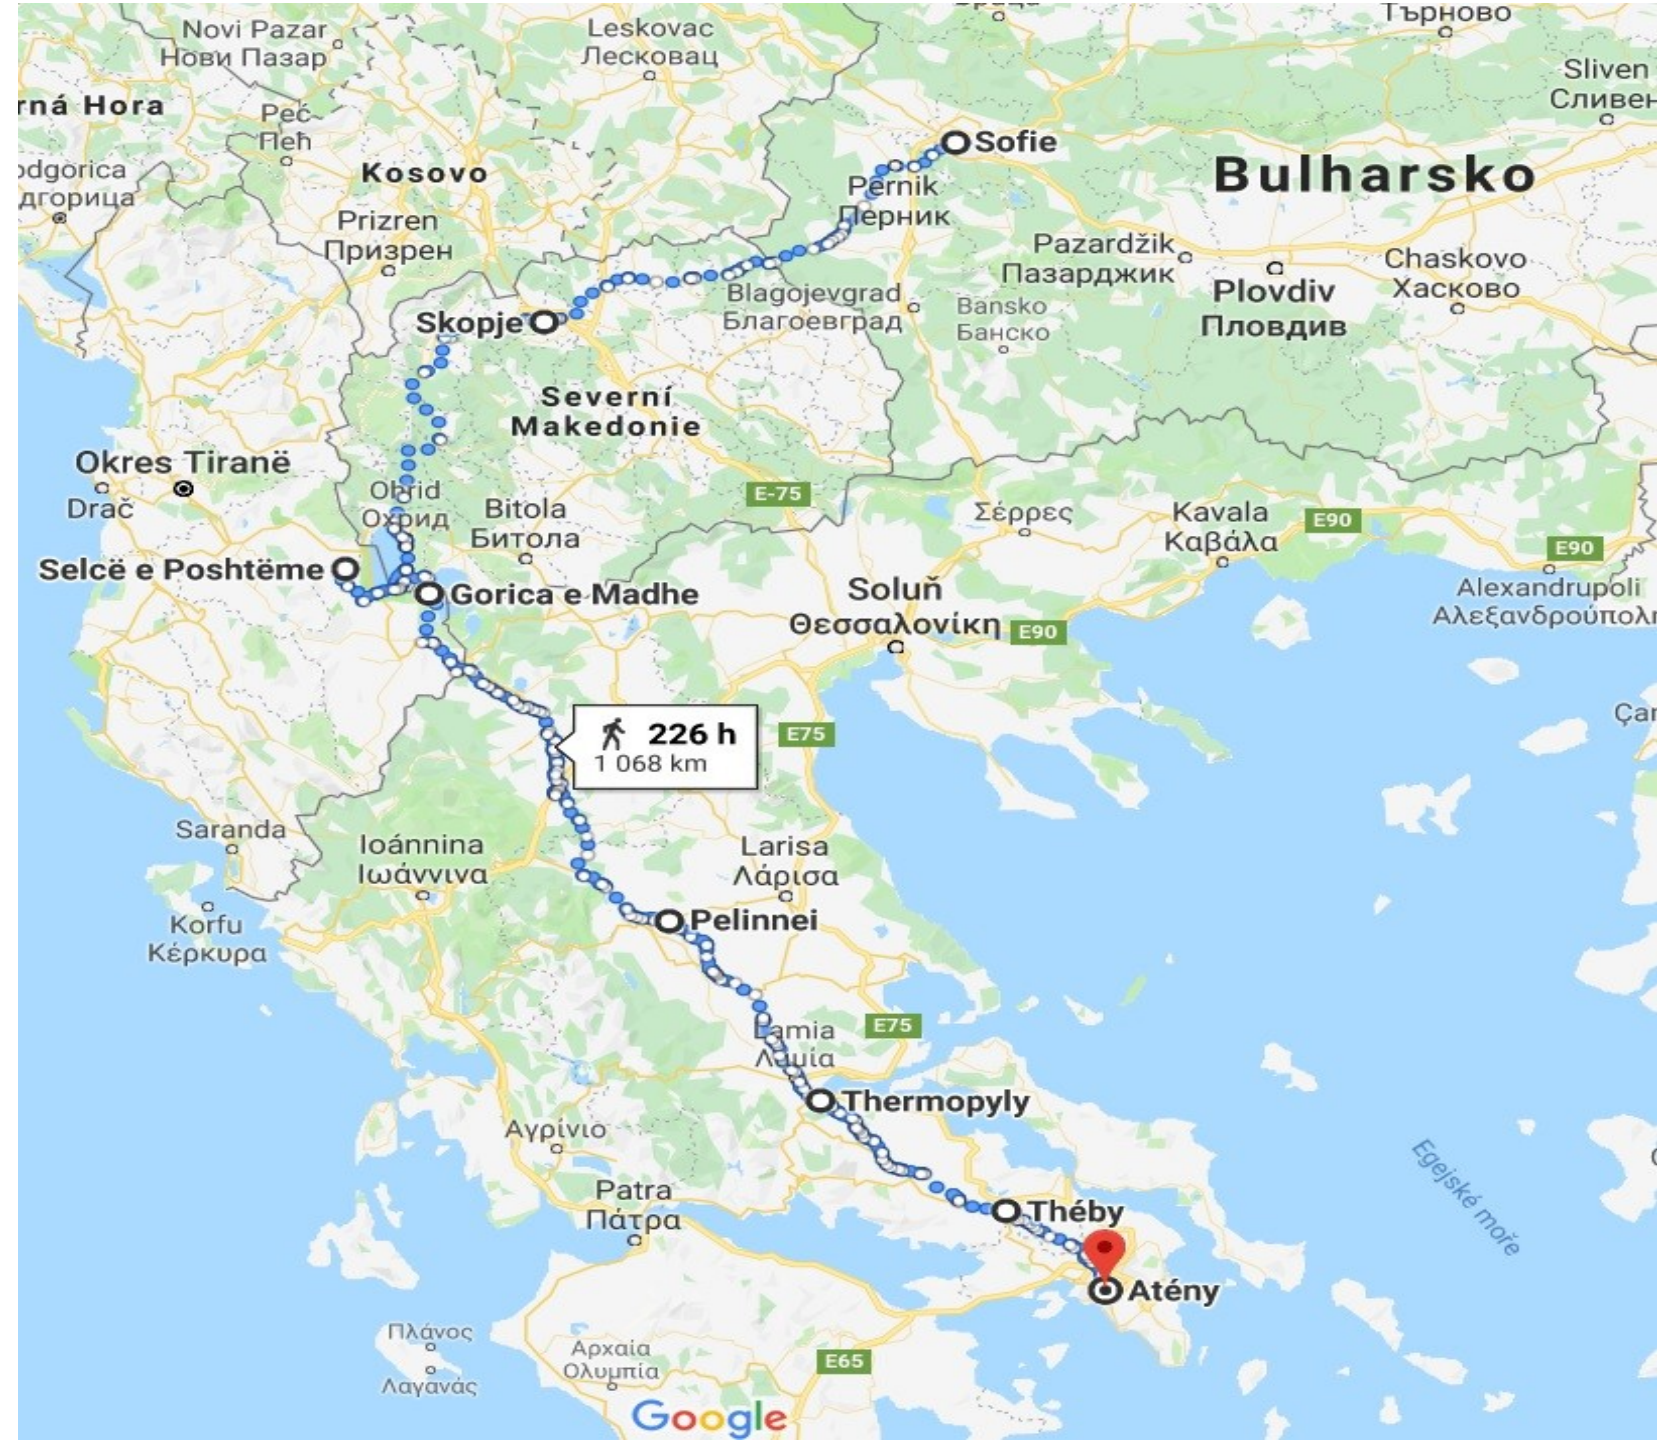 Търново
Novi Pazar
Нови Пазар
Leskovac
Лесковац
Sliven
Сливен
rná Hora
Peć
Пећ
Sofie
Kosovo
Bulharsko
odgorica
дгорица
Pernik
Перник
Prizren
Призрен
Pazardžik
Пазарджик
Chaskovo
Хасково
Plovdiv
Пловдив
Blagojevgrad
Благоевград
Bansko
Банско
Skopje
Severní
Makedonie
Okres Tiranë
Drač
Ohrid
Охрид
Bitola
Битола
E-75
Σέρρες
Kavala
Καβάλα
E90
E90
Selcë e Poshtëme
Gorica e Madhe
Soluň
Θεσσαλονίκη
E90
Alexandrupoli
Αλεξανδρούπολη
226 h
1 068 km
E75
Çar
Saranda
Ioánnina
Ιωάννινα
Larisa
Λάρισα
Korfu
Κέρκυρα
Pelinnei
Lamia
Λαμία
E75
Thermopyly
Αγρίνιο
Egejské moře
Patra
Πάτρα
Théby
Atény
Πλάνος
Λαγανάς
Αρχαία
Ολυμπία
E65
Google